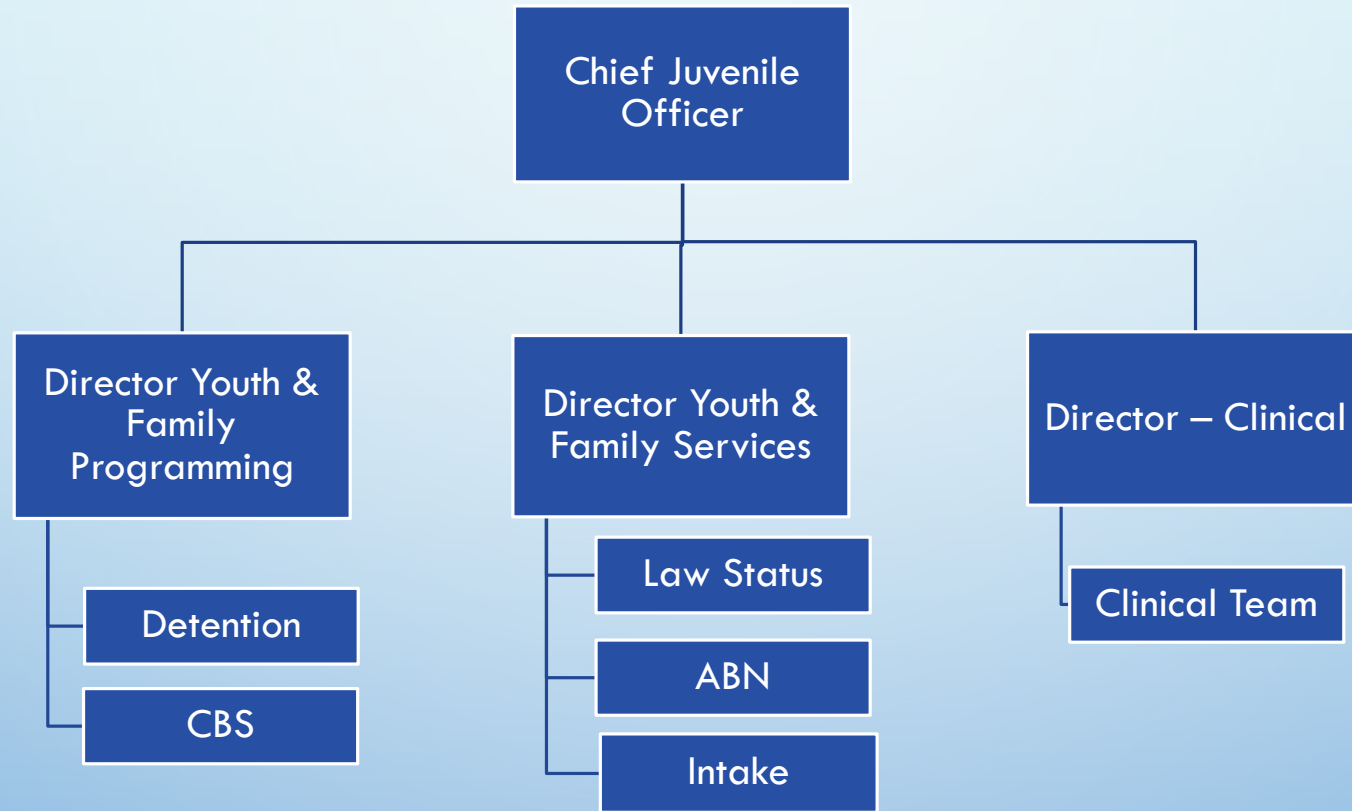 Chief Juvenile
Officer
Director Youth &
Family
Programming
Detention
CBS
Director Youth &
Family Services
Law Status
ABN
Intake
Director – Clinical
Clinical Team